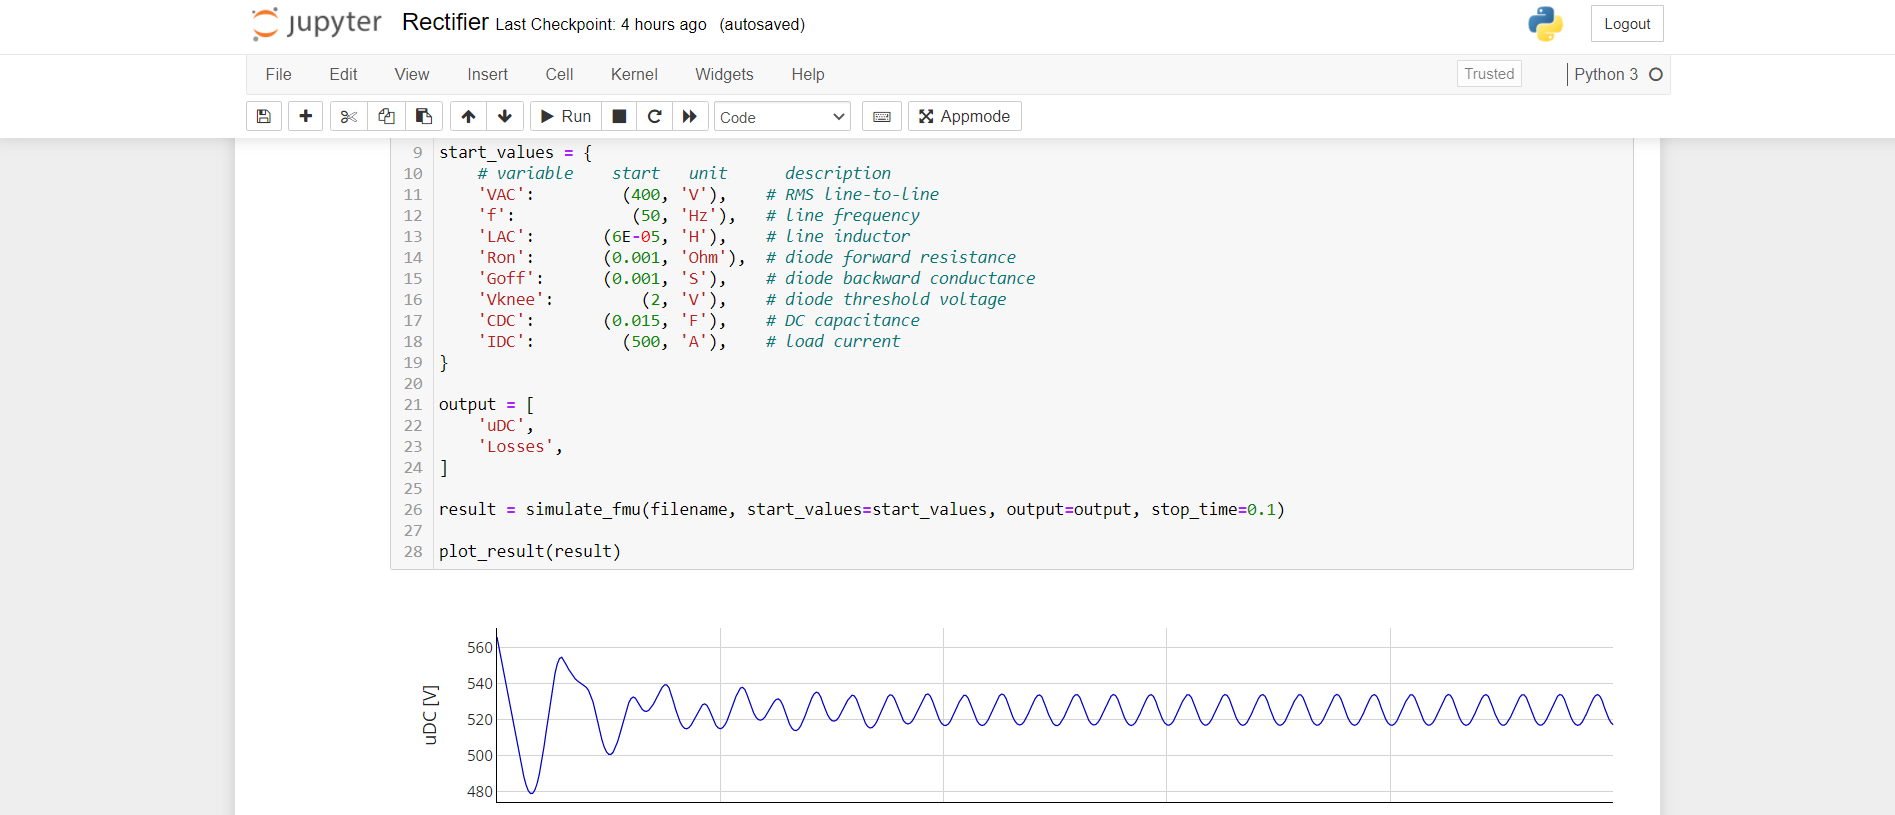 jupyter Rectifier Last Checkpoint: 4 hours ago (autosaved) Logout
File Edit View Insert Cell Kernel Widgets Help Trusted Python 3
Run Code Appmode
9 start_values = {
10 # variable start unit description
11 'VAC': (400, 'V'), # RMS line-to-line
12 'f': (50, 'Hz'), # line frequency
13 'LAC': (6E-05, 'H'), # line inductor
14 'Ron': (0.001, 'Ohm'), # diode forward resistance
15 'Goff': (0.001, 'S'), # diode backward conductance
16 'Vknee': (2, 'V'), # diode threshold voltage
17 'CDC': (0.015, 'F'), # DC capacitance
18 'IDC': (500, 'A'), # load current
19 }
20
21 output = [
22 'uDC',
23 'Losses',
24 ]
25
26 result = simulate_fmu(filename, start_values=start_values, output=output, stop_time=0.1)
27
28 plot_result(result)
560
540
520
500
480
uDC [V]